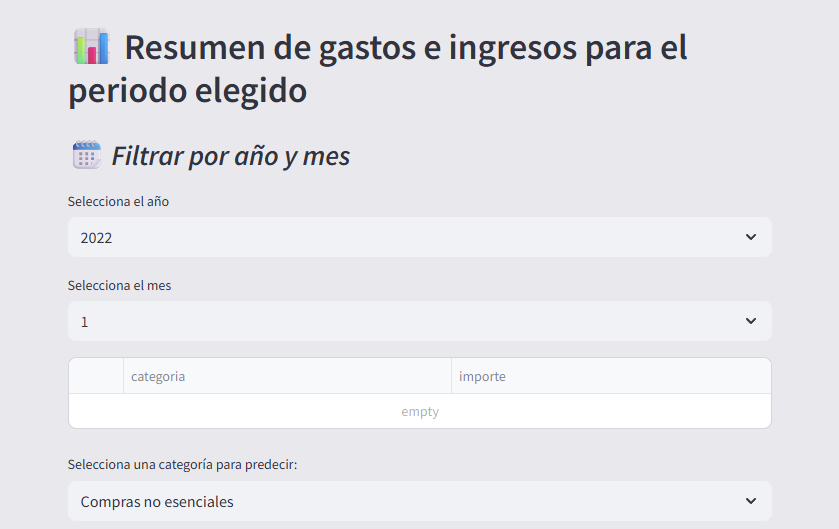 Resumen de gastos e ingresos para el
periodo elegido
Filtrar por año y mes
Selecciona el año
2022
Selecciona el mes
1
categoria importe
empty
Selecciona una categoría para predecir:
Compras no esenciales